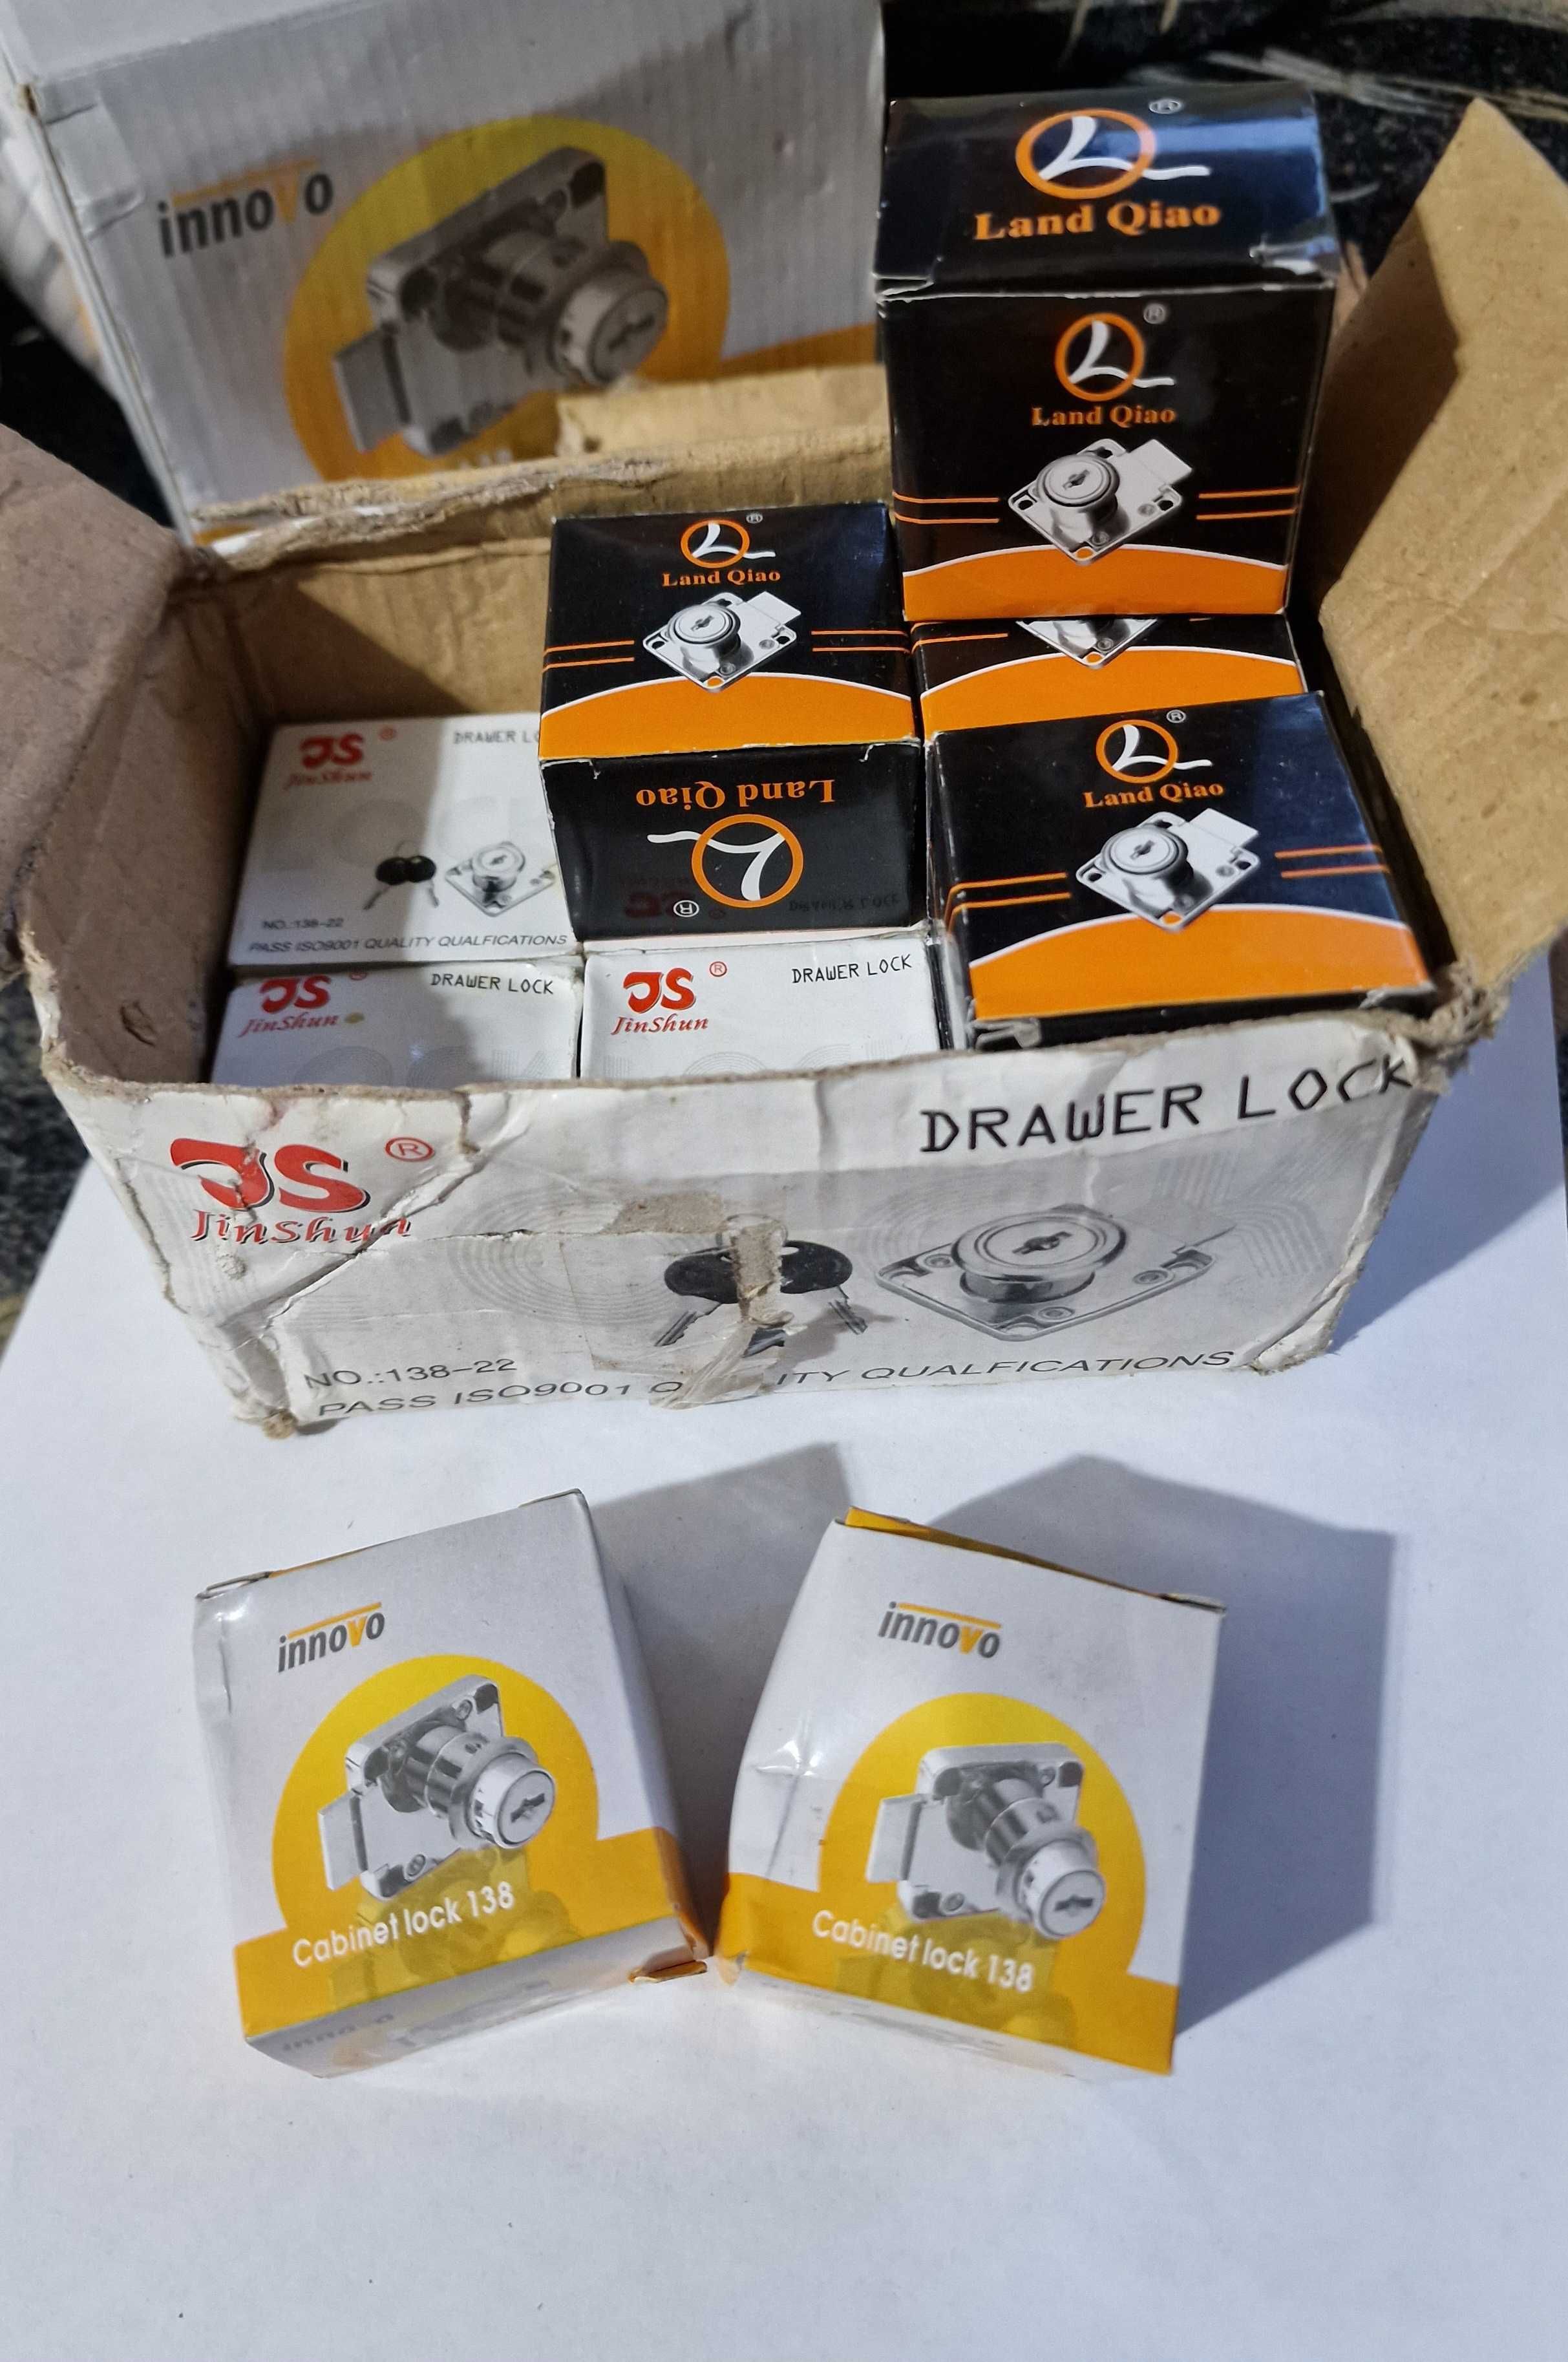 innovo
®
Land Qiao
®
Land Qiao
®
Land Qiao
JS ®
JinShun
DRAWER LO
NO.:138-22
PASS ISO9001 QUALITY QUALFICATIONS
Land Qiao
®
®
Land Qiao
JS
JinShun
DRAWER LOCK
JS ®
JinShun
DRAWER LOCK
JS ®
JinShun
DRAWER LOCK
NO.:138-22
PASS ISO9001 Q ITY QUALFICATIONS
innovo
Cabinet lock 138
innovo
Cabinet lock 138